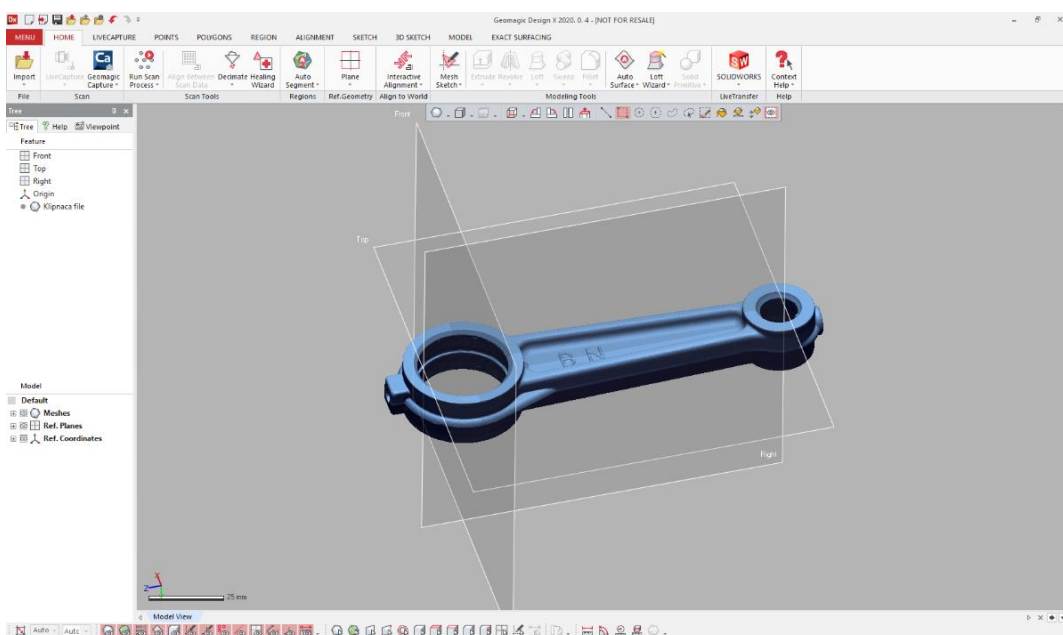 Geomagic Design X 2020. 0. 4 - [NOT FOR RESALE]
MENU HOME LIVECAPTURE POINTS POLYGONS REGION ALIGNMENT SKETCH 3D SKETCH MODEL EXACT SURFACING
Import LiveCapture Geomagic Capture Run Scan Process Align Between Scan Data Decimate Healing Wizard Auto Segment Plane Interactive Alignment Mesh Sketch Extrude Revolve Loft Sweep Auto Surface Loft Wizard Solid Primitive SOLIDWORKS Context Help
File Scan Scan Tools Regions Ref.Geometry Align to World Modeling Tools LiveTransfer Help
Tree
Tree Help Viewpoint
Feature
Front
Top
Right
Origin
Klipnaca file
Front
Top
B N
Right
Model
Default
Meshes
Ref. Planes
Ref. Coordinates
X
Z
25 mm
Model View
Auto Auto